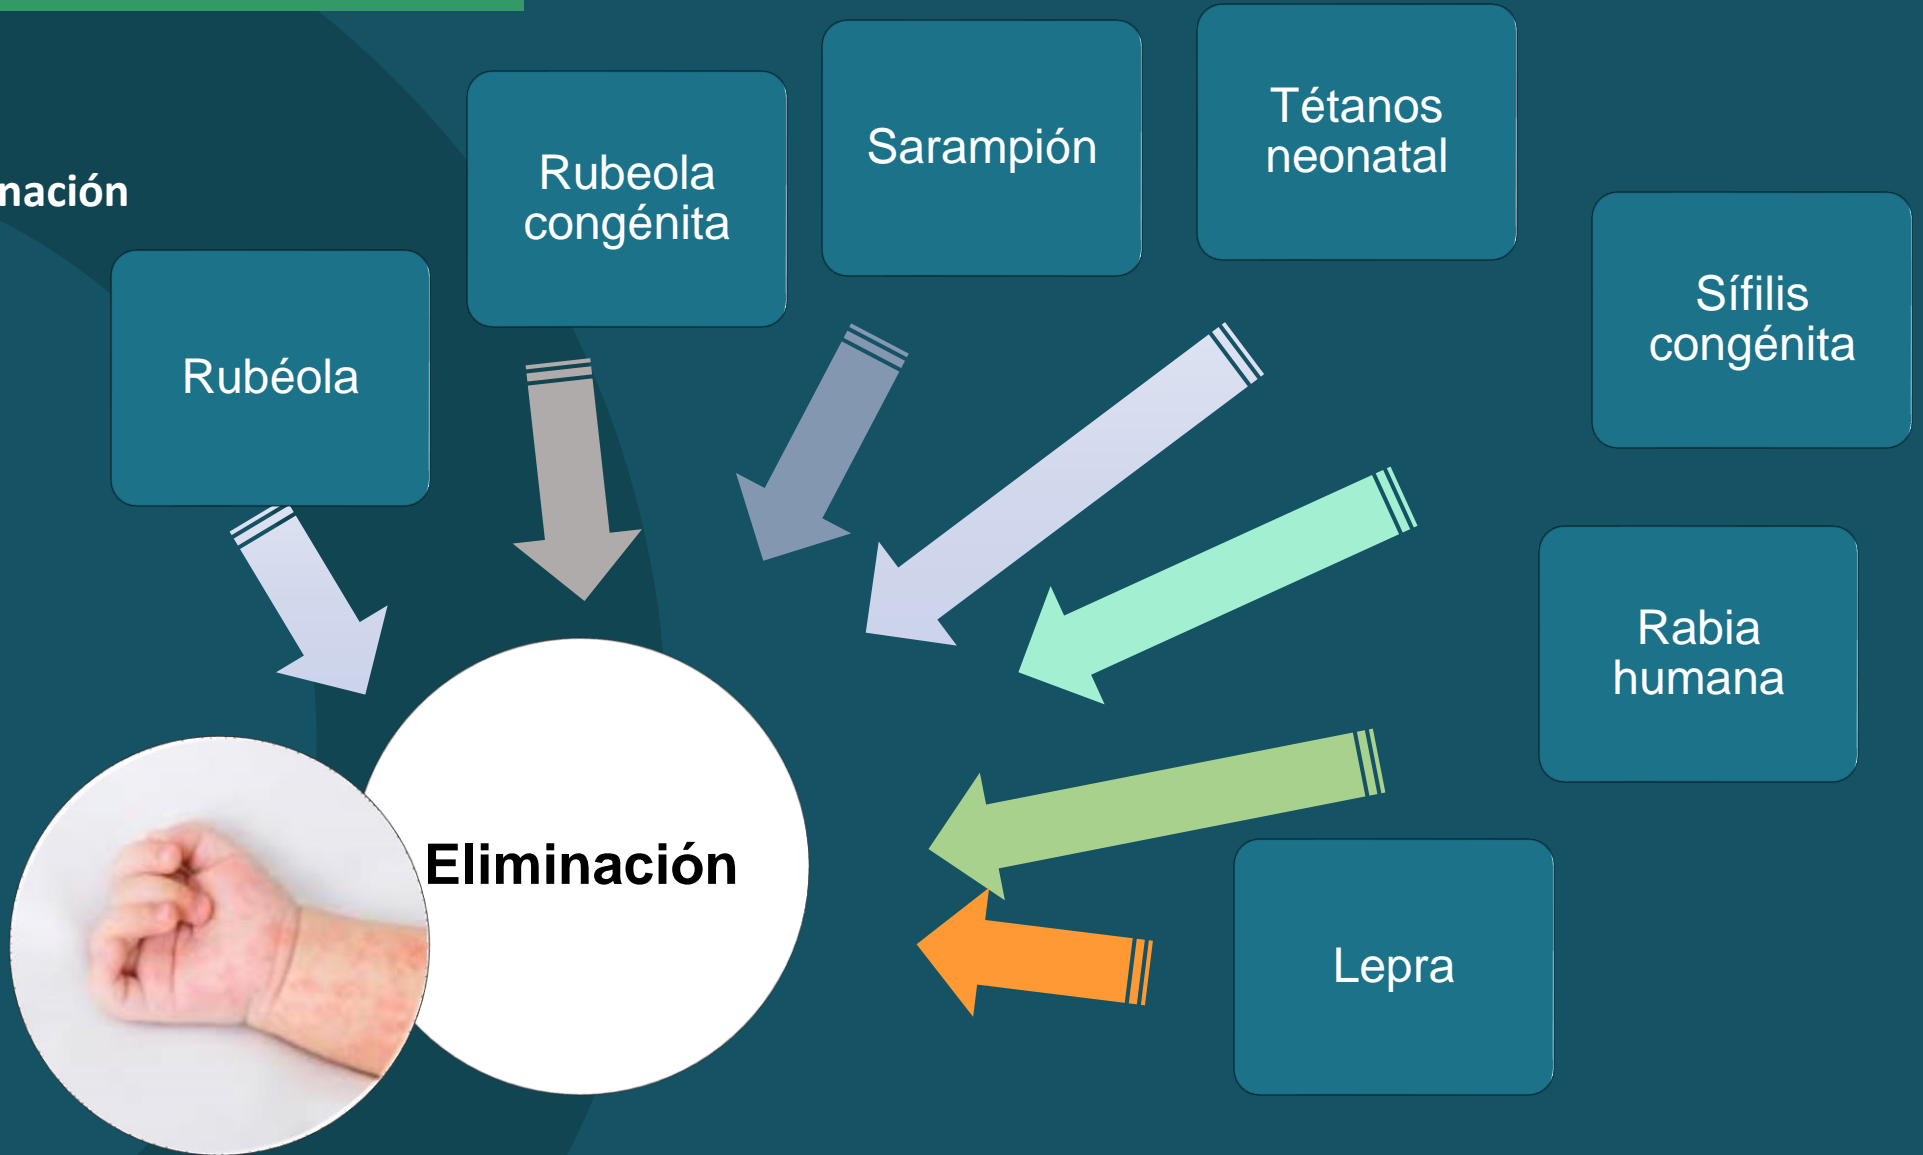 nación
Rubéola
Rubeola
congénita
Sarampión
Tétanos
neonatal
Sífilis
congénita
Rabia
humana
Lepra
Eliminación